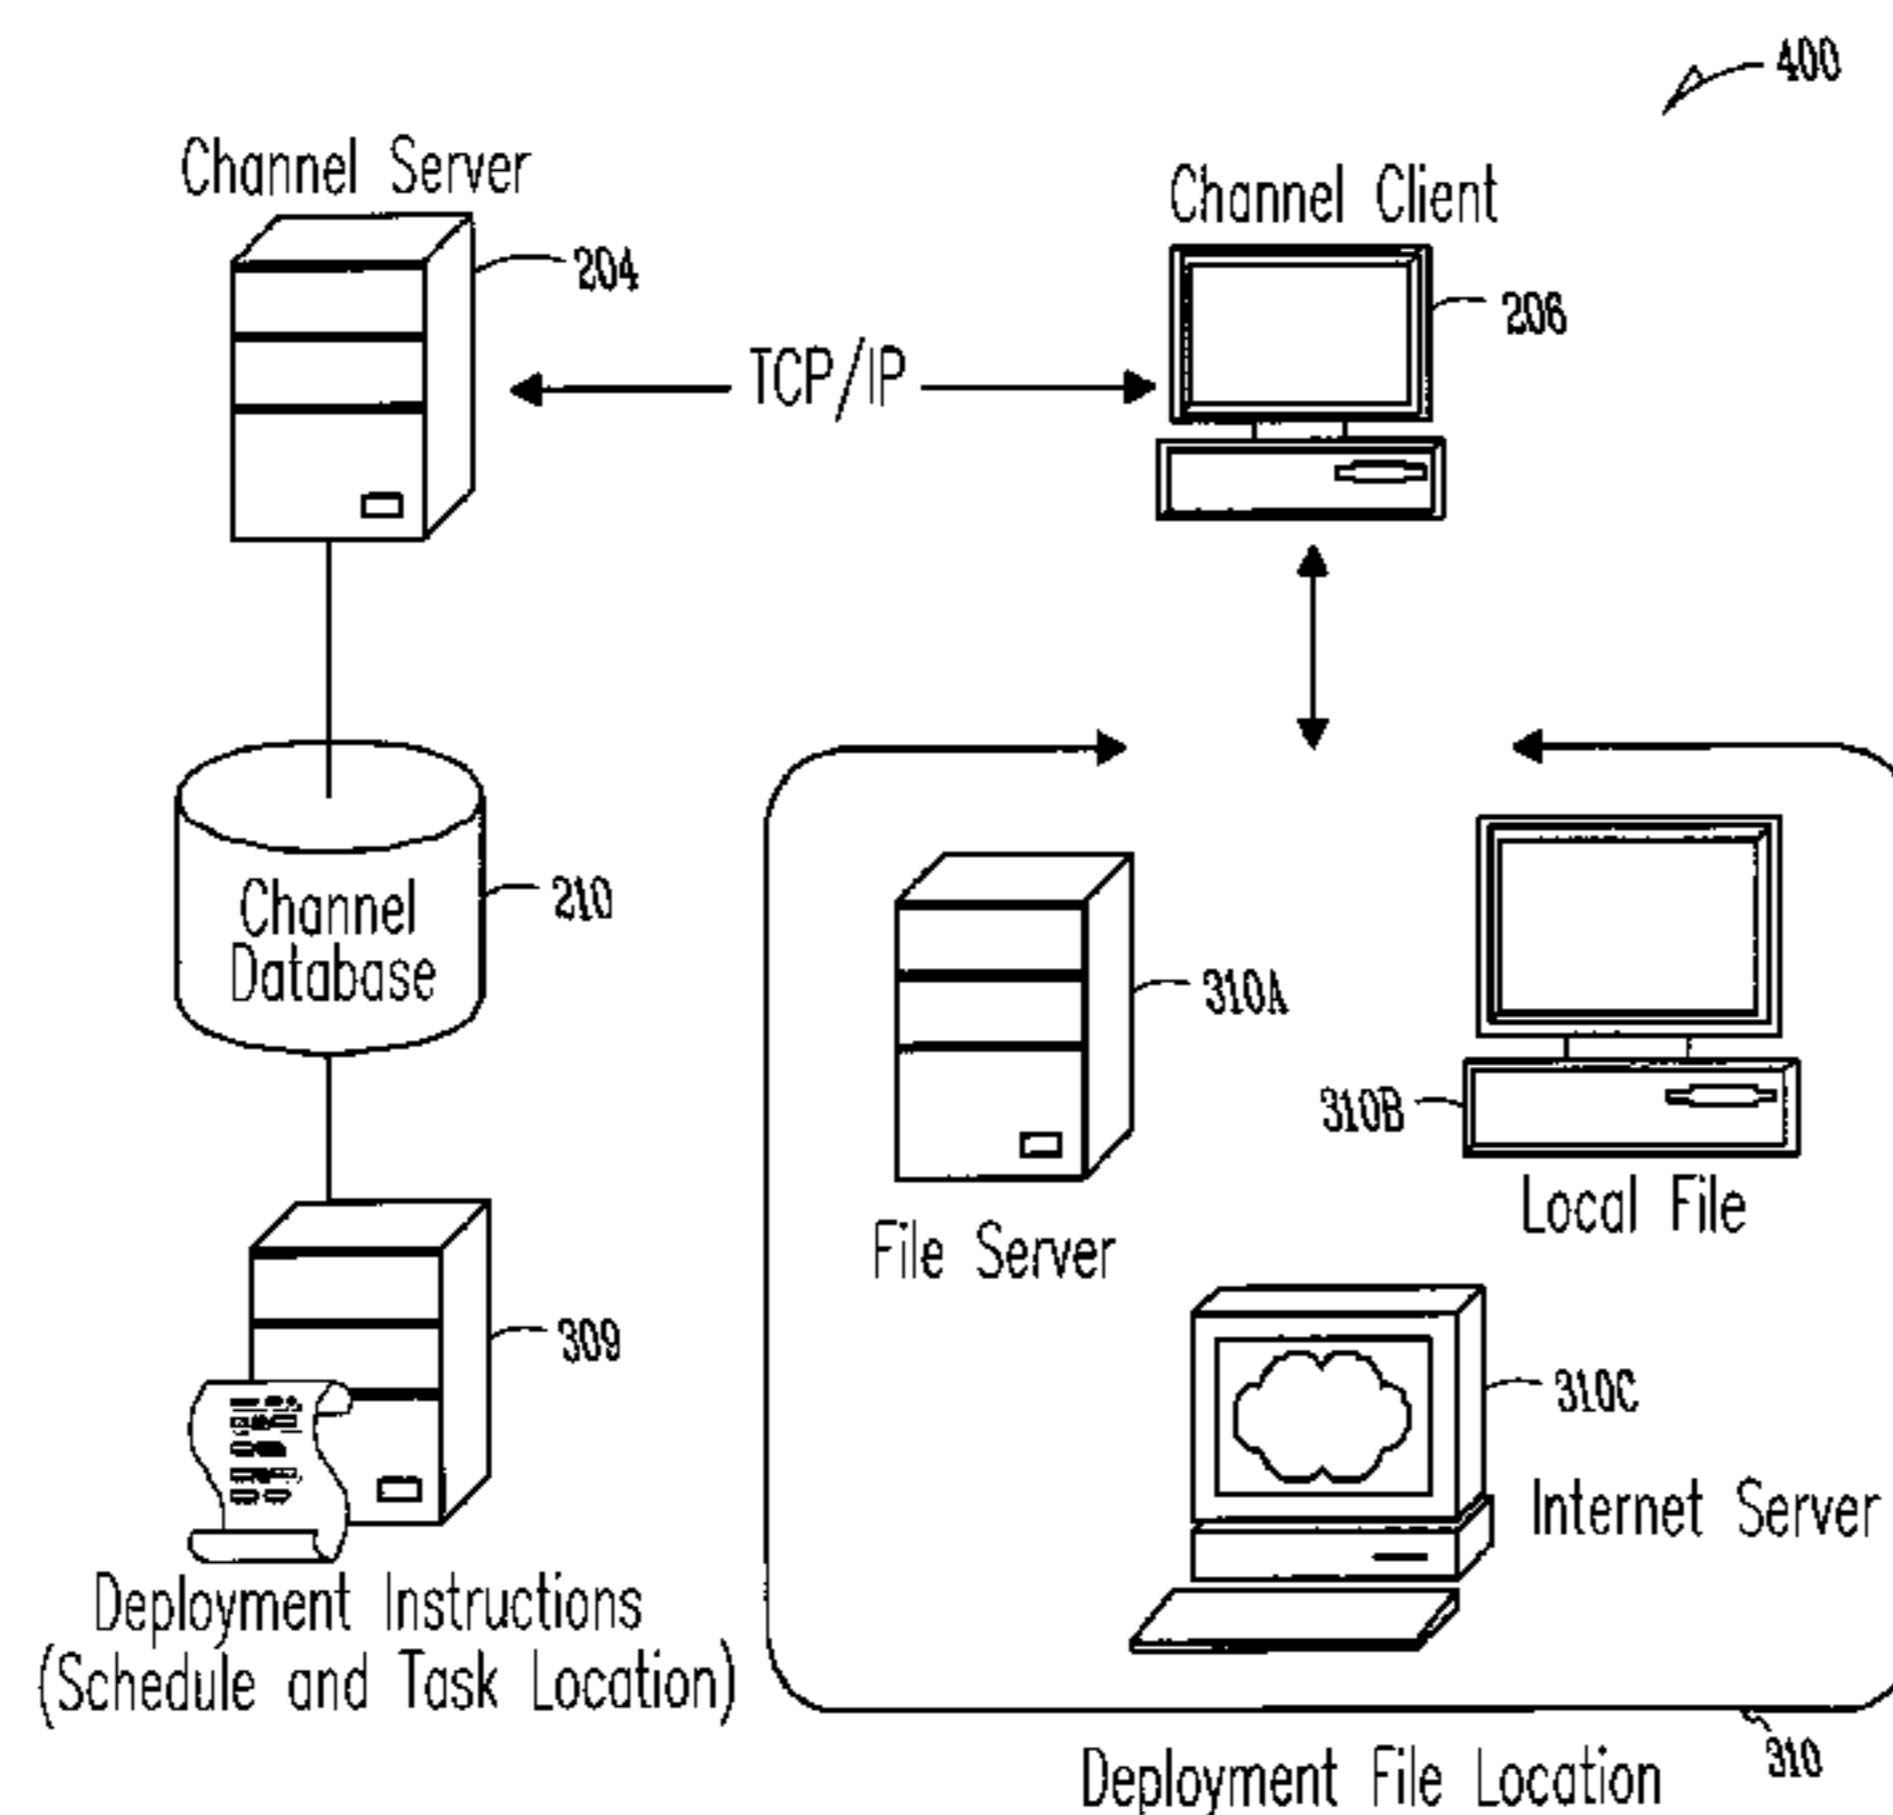 400
Channel Server
204
Channel Client
206
TCP/IP
Channel
Database
210
310A
310B
Local File
File Server
309
310C
Internet Server
Deployment Instructions
(Schedule and Task Location)
310
Deployment File Location